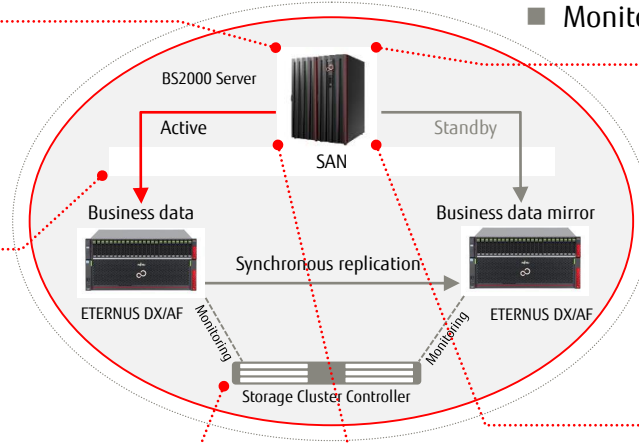 ■ Monito
BS2000 Server
Active
Standby
SAN
Business data
Business data mirror
Synchronous replication
ETERNUS DX/AF
ETERNUS DX/AF
Monitoring
Monitoring
Storage Cluster Controller